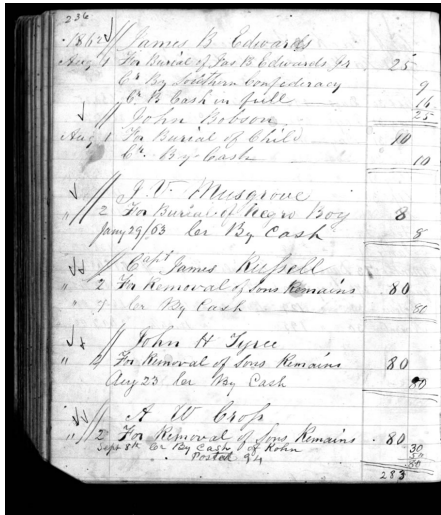 236
1862 // James B. Edwards
Aug 1 For Burial of Jas B Edwards Jr 25
Cr By Southern Confederacy 9
Cr B Cash in full 16
25
John Bobson
Aug 1 For Burial of Child 10
Cr. By Cash 10
// J. V. Musgrove
" 2 For Burial of Negro Boy 8
Jany 29/63 Cr By Cash 8
// Capt James Russell
" 2 For Removal of Sons Remains 80
" " Cr By Cash 80
// John H Tyree
" 2 For Removal of Sons Remains 80
Aug 23 Cr By Cash 80
// A W Cross
" 2 For Removal of Sons Remains 80
Sept 8th Cr By Cash of Kohn 30
Posted 94 50
80
283